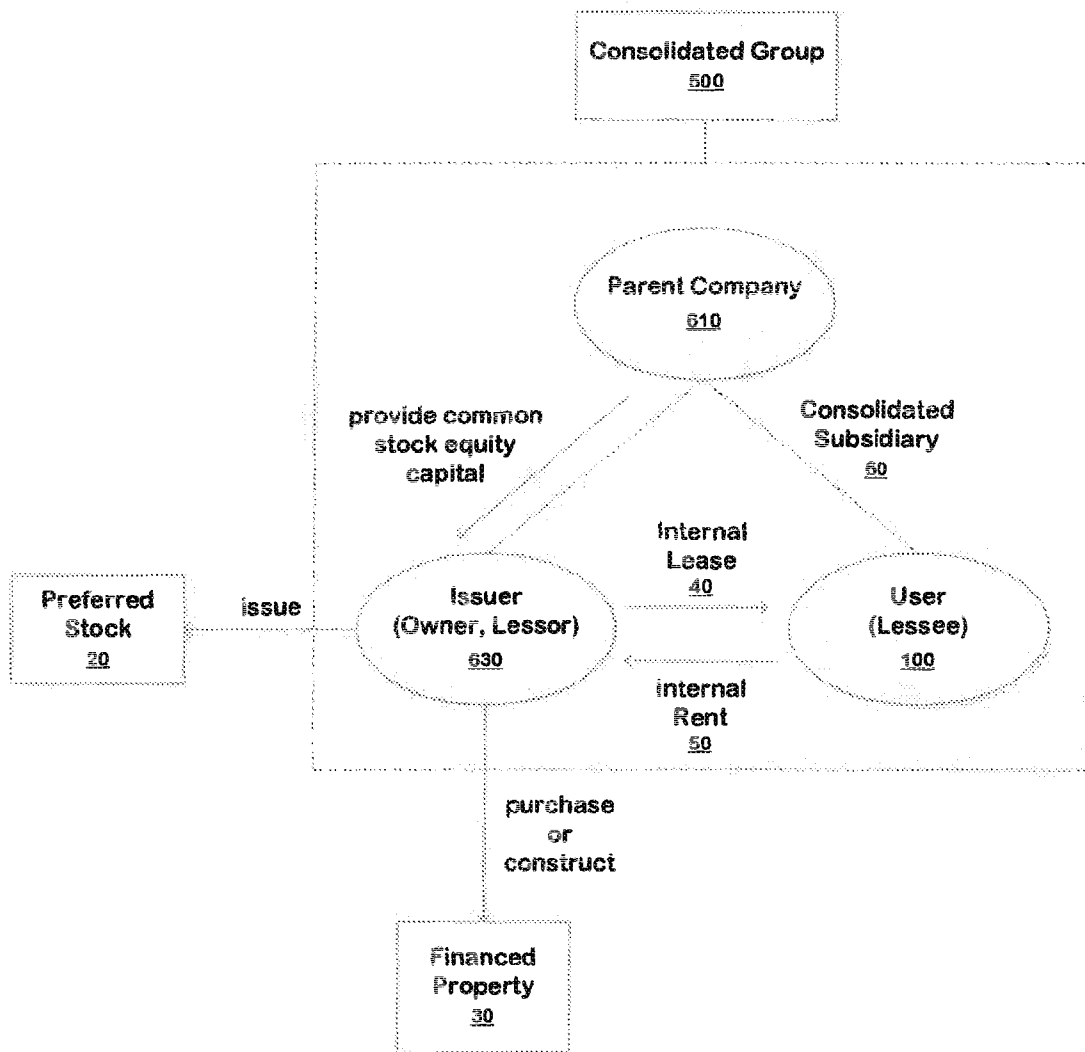 Consolidated Group
500
Parent Company
610
provide common
stock equity
capital
Consolidated
Subsidiary
60
Internal
Lease
40
Preferred
Stock
20
issue
Issuer
(Owner, Lessor)
630
User
(Lessee)
100
internal
Rent
50
purchase
or
construct
Financed
Property
30